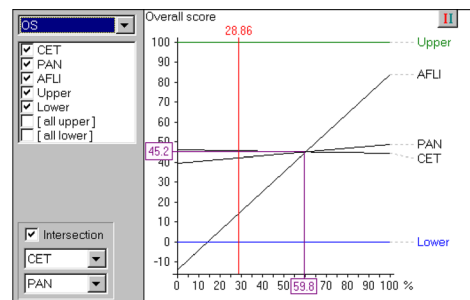 OS
CET
PAN
AFLI
Upper
Lower
[ all upper ]
[ all lower ]
Intersection
CET
PAN
Overall score
28.86
II
100
90
80
70
60
50
45.2
30
20
10
0
-10
0 10 20 30 40 50 59.8 70 80 90 100 %
Upper
AFLI
PAN
CET
Lower